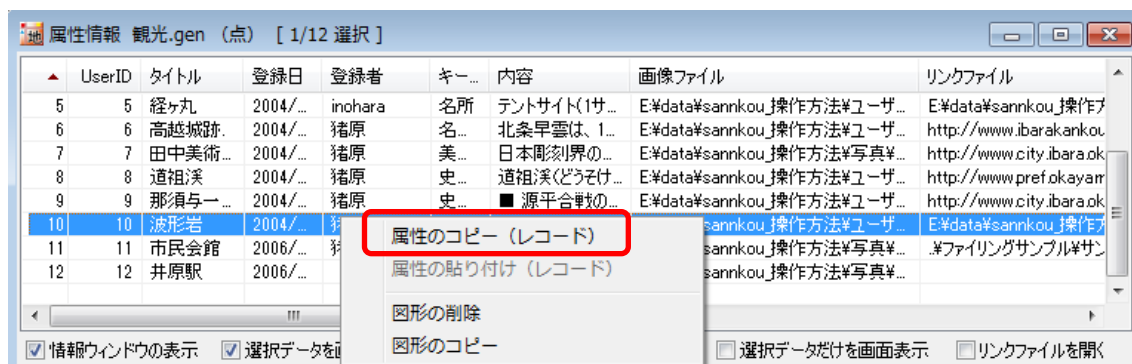 地 属性情報 観光.gen （点） [ 1/12 選択 ]
UserID タイトル 登録日 登録者 キー... 内容 画像ファイル リンクファイル
5 5 経ヶ丸 2004/... inohara 名所 テントサイト(1サ... E:¥data¥sannkou_操作方法¥ユーザ... E:¥data¥sannkou_操作方
6 6 高越城跡. 2004/... 猪原 名... 北条早雲は、1... E:¥data¥sannkou_操作方法¥ユーザ... http://www.ibarakankou
7 7 田中美術... 2004/... 猪原 美... 日本彫刻界の... E:¥data¥sannkou_操作方法¥写真¥... http://www.city.ibara.ok
8 8 道祖渓 2004/... 猪原 史... 道祖渓(どうそけ... E:¥data¥sannkou_操作方法¥ユーザ... http://www.pref.okayam
9 9 那須与一... 2004/... 猪原 史... ■ 源平合戦の... E:¥data¥sannkou_操作方法¥ユーザ... http://www.city.ibara.ok
10 10 波形岩 2004/... sannkou_操作方法¥ユーザ... E:¥data¥sannkou_操作方
11 11 市民会館 2006/... sannkou_操作方法¥写真¥... .¥ファイリングサンプル¥サン
12 12 井原駅 2006/... sannkou_操作方法¥写真¥...
属性のコピー（レコード）
属性の貼り付け（レコード）
図形の削除
図形のコピー
情報ウィンドウの表示 選択データを 選択データだけを画面表示 リンクファイルを開く